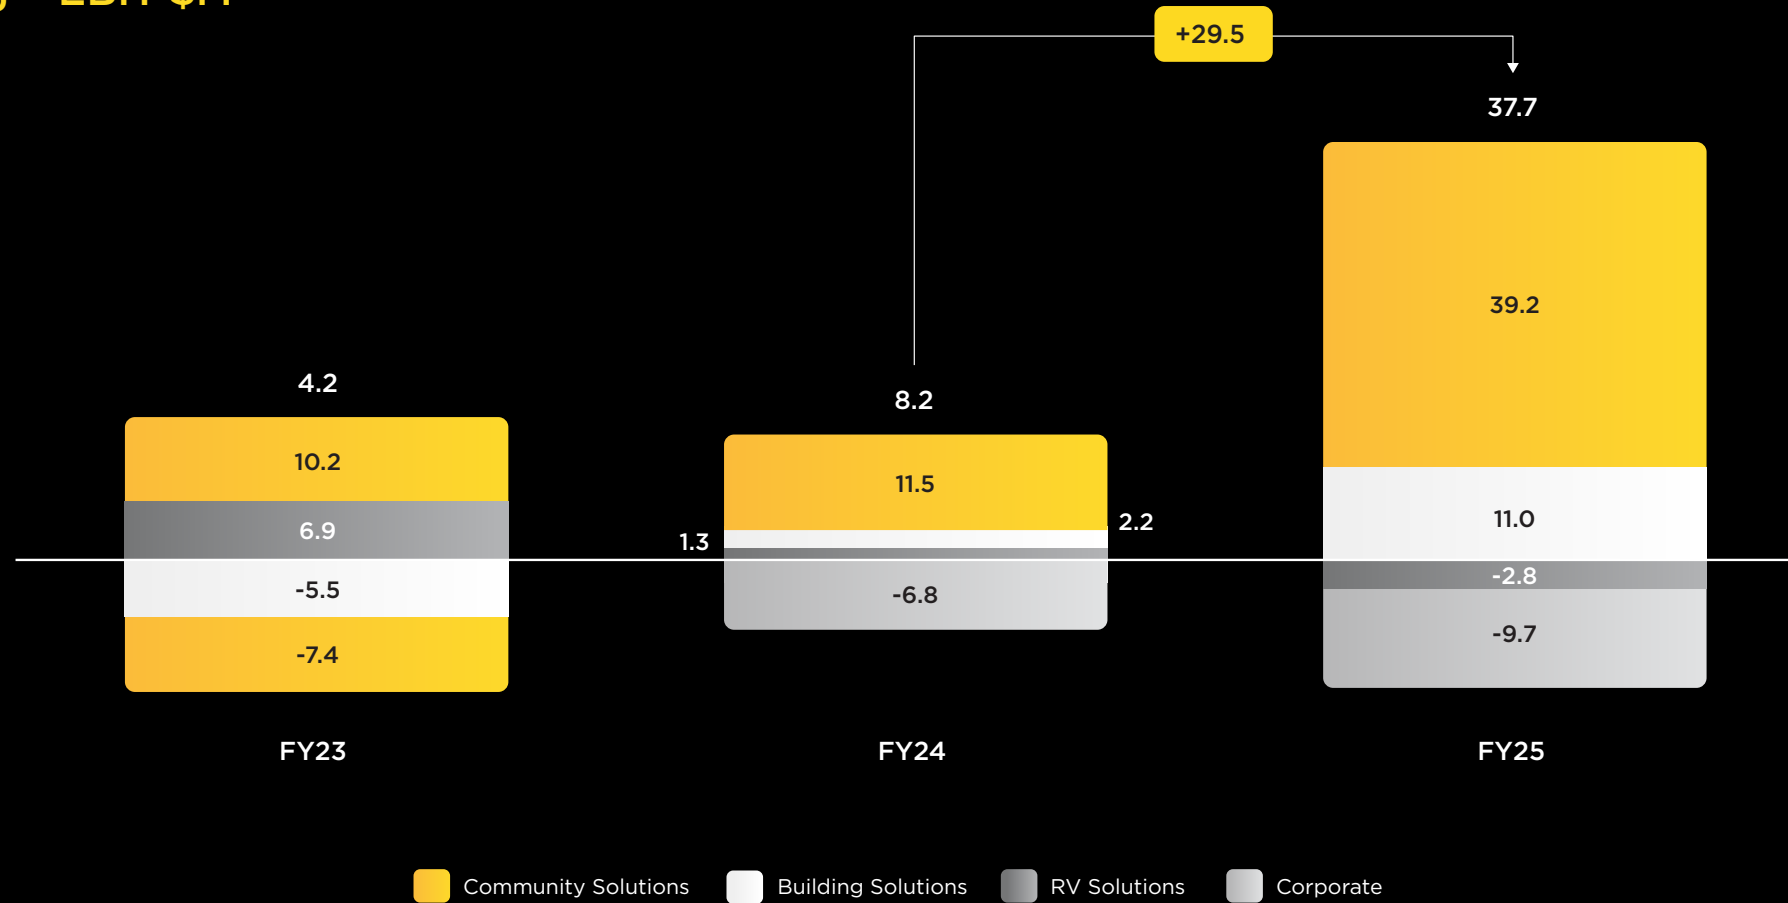 +29.5
37.7
39.2
4.2
8.2
10.2
11.5
11.0
6.9
1.3
2.2
-5.5
-6.8
-2.8
-7.4
-9.7
FY23
FY24
FY25
Community Solutions
Building Solutions
RV Solutions
Corporate